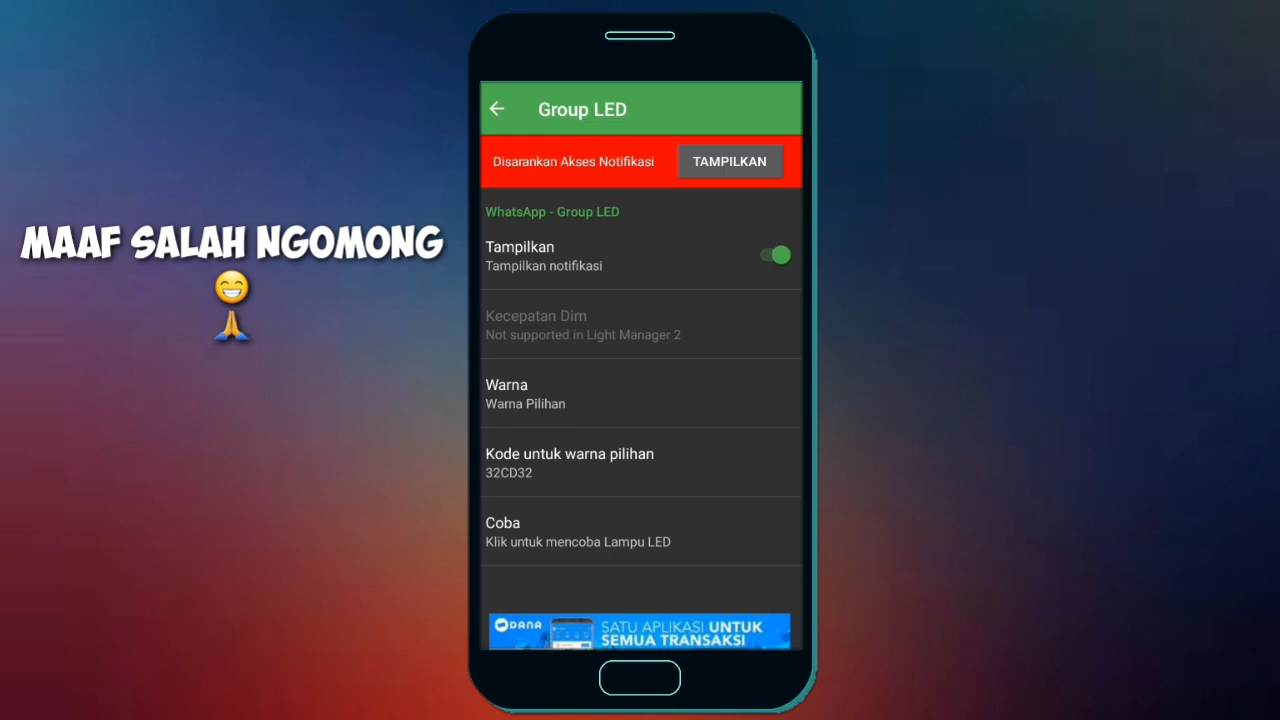 MAAF SALAH NGOMONG
Group LED
Disarankan Akses Notifikasi
TAMPILKAN
WhatsApp - Group LED
Tampilkan
Tampilkan notifikasi
Kecepatan Dim
Not supported in Light Manager 2
Warna
Warna Pilihan
Kode untuk warna pilihan
32CD32
Coba
Klik untuk mencoba Lampu LED
DANA
SATU APLIKASI UNTUK
SEMUA TRANSAKSI